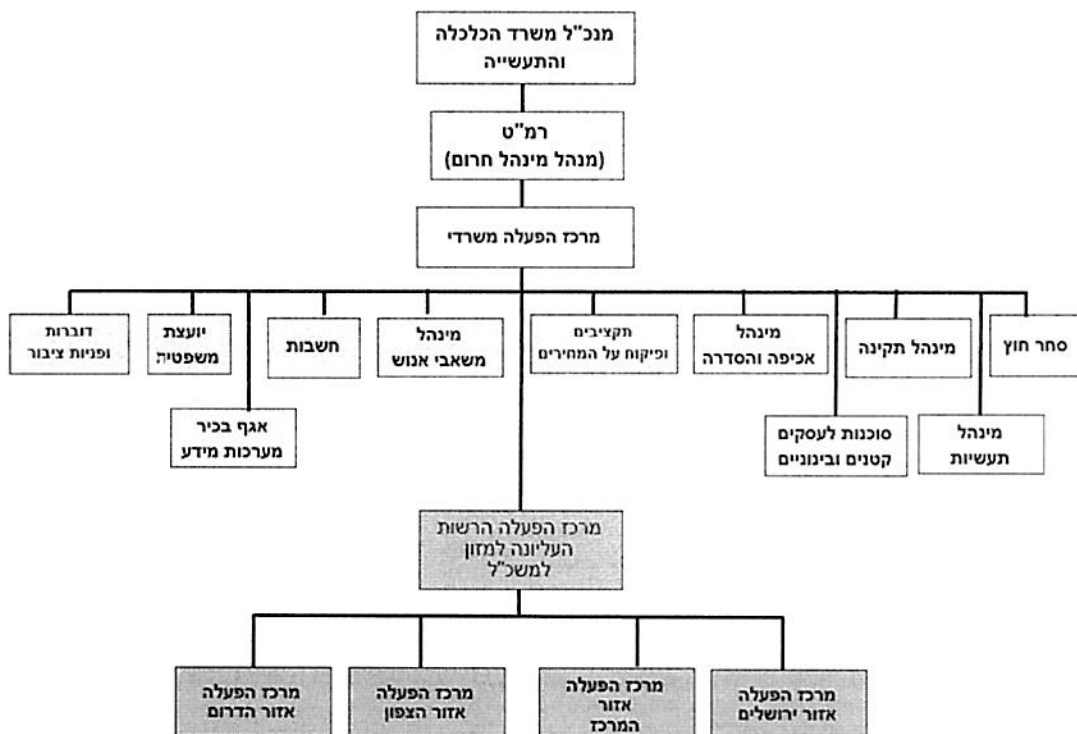 מנכ"ל משרד הכלכלה
והתעשייה
רמ"ט
(מנהל מינהל חרום)
מרכז הפעלה משרדי
סחר חוץ
מינהל תקינה
מינהל
אכיפה והסדרה
תקציבים
ופיקוח על המחירים
מינהל
משאבי אנוש
חשבות
יועצת
משפטית
דוברות
ופניות ציבור
מינהל
תעשיות
סוכנות לעסקים
קטנים ובינוניים
אגף בכיר
מערכות מידע
מרכז הפעלה הרשות
העליונה למזון
למשכ"ל
מרכז הפעלה
אזור ירושלים
מרכז הפעלה
אזור
המרכז
מרכז הפעלה
אזור הצפון
מרכז הפעלה
אזור הדרום